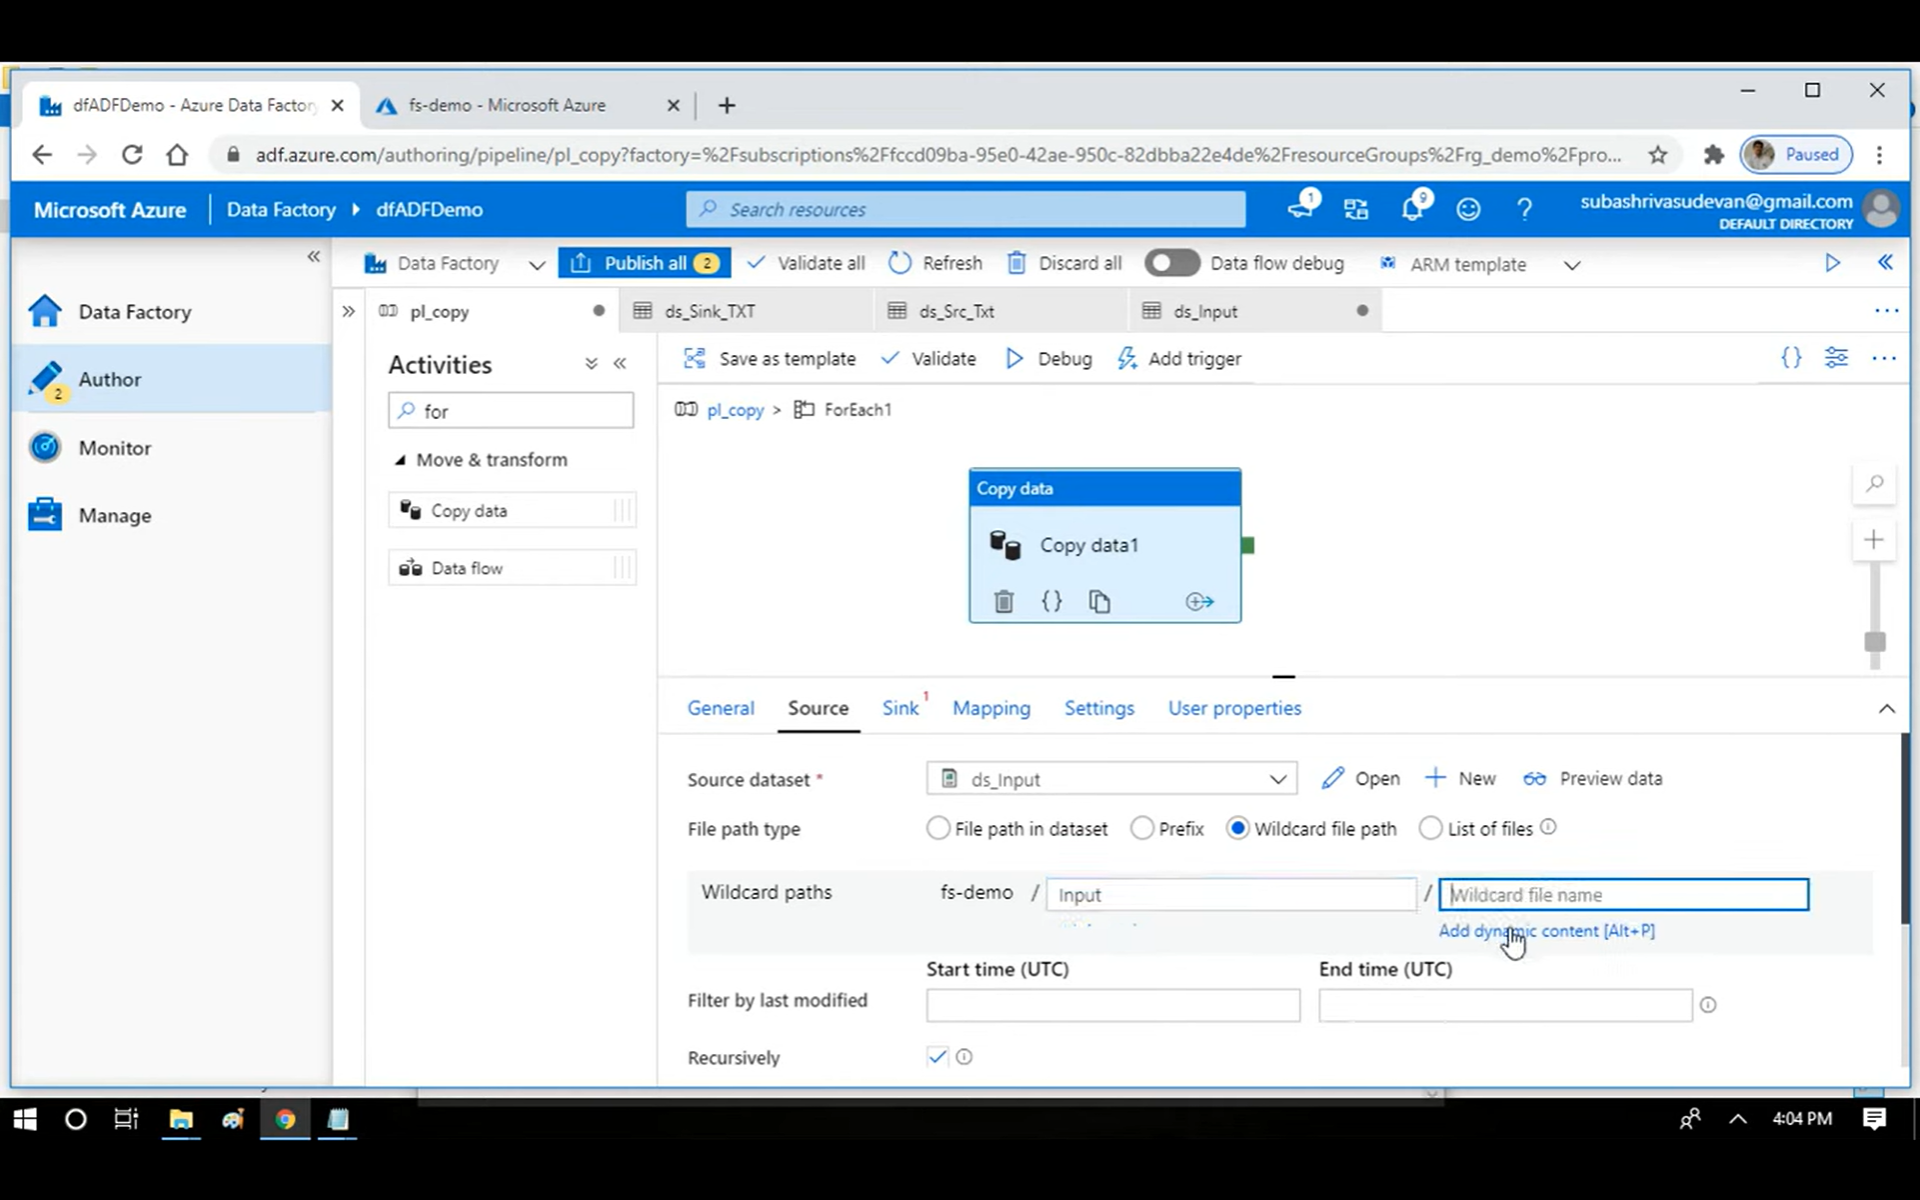 dfADFDemo - Azure Data Factory
fs-demo - Microsoft Azure
adf.azure.com/authoring/pipeline/pl_copy?factory=%2Fsubscriptions%2Ffccd09ba-95e0-42ae-950c-82dbba22e4de%2FresourceGroups%2Frg_demo%2Fpro...
Paused
Microsoft Azure
Data Factory
dfADFDemo
Search resources
1
9
subashrivasudevan@gmail.com
DEFAULT DIRECTORY
Data Factory
Publish all 2
Validate all
Refresh
Discard all
Data flow debug
ARM template
Data Factory
Author
2
Monitor
Manage
pl_copy
ds_Sink_TXT
ds_Src_Txt
ds_Input
Activities
for
Move & transform
Copy data
Data flow
Save as template
Validate
Debug
Add trigger
pl_copy > ForEach1
Copy data
Copy data1
General
Source
Sink 1
Mapping
Settings
User properties
Source dataset *
ds_Input
Open
New
Preview data
File path type
File path in dataset
Prefix
Wildcard file path
List of files
Wildcard paths
fs-demo / Input / Wildcard file name
Add dynamic content [Alt+P]
Start time (UTC)
End time (UTC)
Filter by last modified
Recursively
4:04 PM